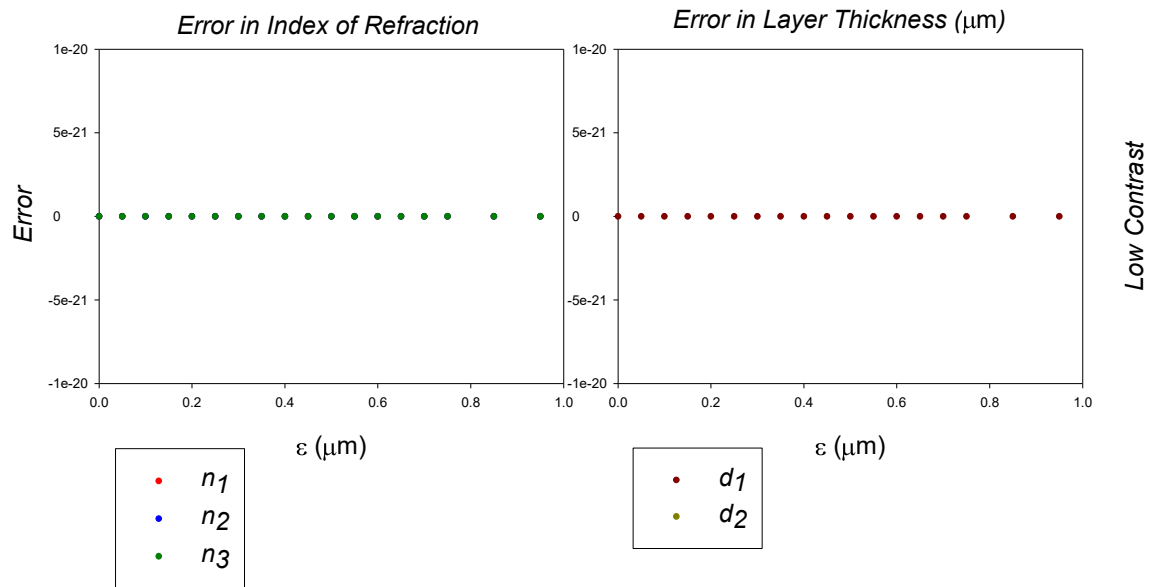 Error in Index of Refraction
Error in Layer Thickness (μm)
1e-20
5e-21
0
-5e-21
-1e-20
Error
0.0 0.2 0.4 0.6 0.8 1.0
ε (μm)
1e-20
5e-21
0
-5e-21
-1e-20
0.0 0.2 0.4 0.6 0.8 1.0
ε (μm)
Low Contrast
n1
n2
n3
d1
d2